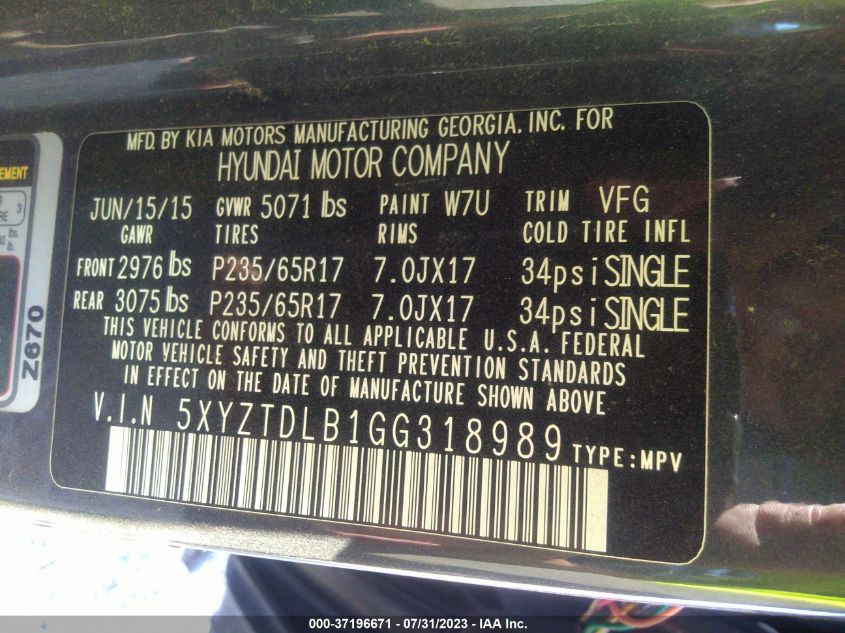 MFD. BY KIA MOTORS MANUFACTURING GEORGIA, INC. FOR
HYUNDAI MOTOR COMPANY
JUN/15/15 GVWR 5071 lbs PAINT W7U TRIM VFG
GAWR TIRES RIMS COLD TIRE INFL
FRONT 2976 lbs P235/65R17 7.0JX17 34psi SINGLE
REAR 3075 lbs P235/65R17 7.0JX17 34psi SINGLE
THIS VEHICLE CONFORMS TO ALL APPLICABLE U.S.A. FEDERAL
MOTOR VEHICLE SAFETY AND THEFT PREVENTION STANDARDS
IN EFFECT ON THE DATE OF MANUFACTURE SHOWN ABOVE
V.I.N 5XYZTDLB1GG318989 TYPE:MPV
3
lbs.
lb.
Z670
000-37196671 / 07/31/2023 - IAA Inc.